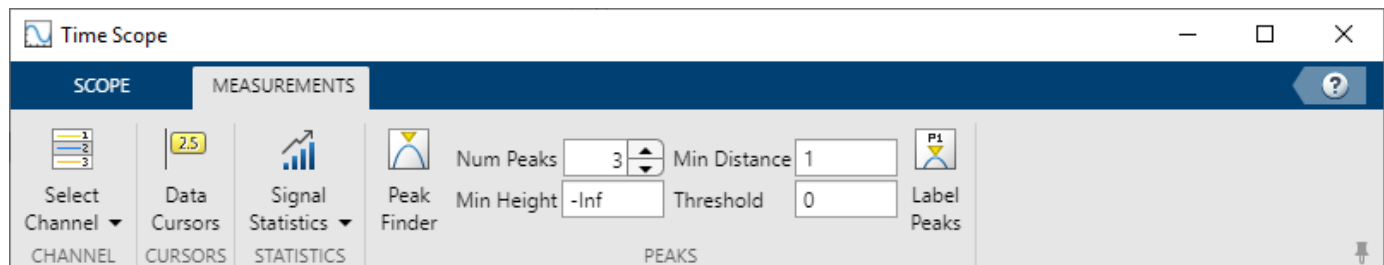 Time Scope
SCOPE MEASUREMENTS ?
1
2
3
2.5
P1
Num Peaks 3 Min Distance 1
Select Data Signal Peak Min Height -Inf Threshold 0 Label
Channel Cursors Statistics Finder Peaks
CHANNEL CURSORS STATISTICS PEAKS